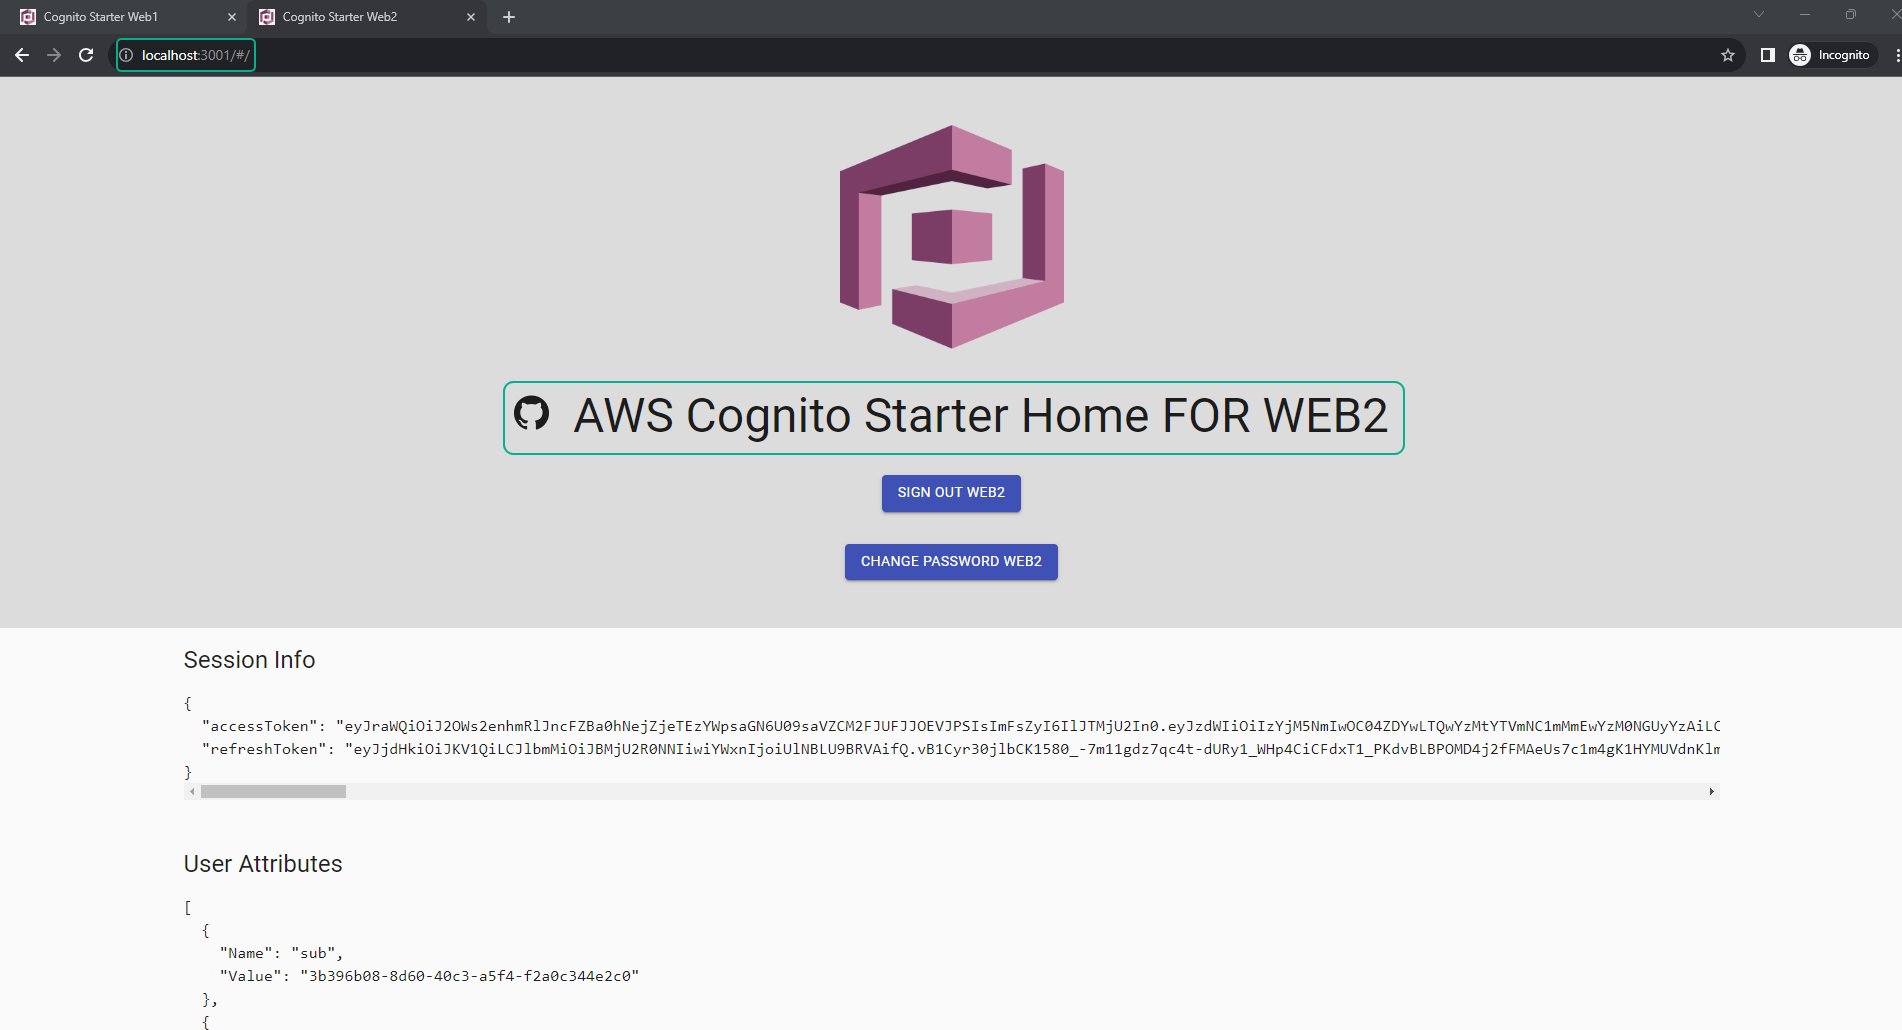 Cognito Starter Web1
Cognito Starter Web2
localhost:3001/#/
Incognito
AWS Cognito Starter Home FOR WEB2
SIGN OUT WEB2
CHANGE PASSWORD WEB2
Session Info
{
"accessToken": "eyJraWQiOiJ2OWs2enhmRlJncFZBa0hNejZjeTEzYWpsaGN6U09saVZCM2FJUFJJOEVJPSIsImFsZyI6IlJTMjU2In0.eyJzdWIiOiIzYjM5NmIwOC04ZDYwLTQwYzMtYTVmNC1mMmEwYzM0NGUyYzAiLC
"refreshToken": "eyJjdHkiOiJKV1QiLCJlbmMiOiJBMjU2R0NNIiwiYWxnIjoiUlNBLU9BRVAifQ.vB1Cyr30jlbCK1580_-7m11gdz7qc4t-dURy1_WHp4CiCFdxT1_PKdvBLBPOMD4j2fFMAeUs7c1m4gK1HYMUVdnKlm
}
User Attributes
[
{
"Name": "sub",
"Value": "3b396b08-8d60-40c3-a5f4-f2a0c344e2c0"
},
{